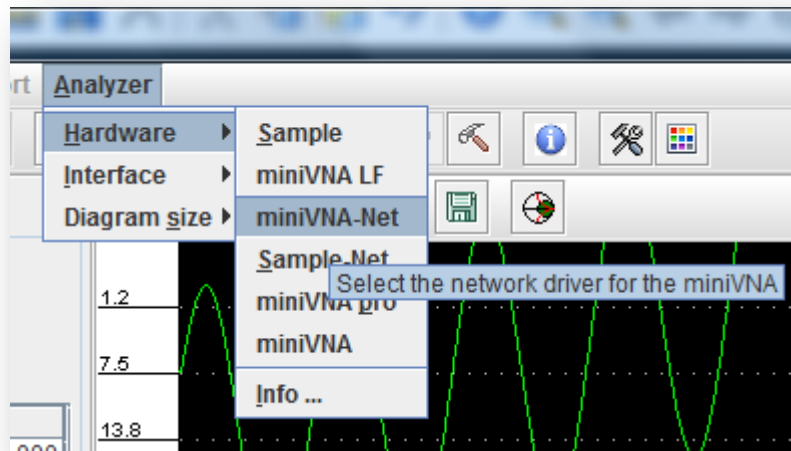 rt Analyzer
Hardware
Interface
Diagram size
Sample
miniVNA LF
miniVNA-Net
Sample-Net
miniVNA pro
miniVNA
Info ...
Select the network driver for the miniVNA
1.2
7.5
13.8